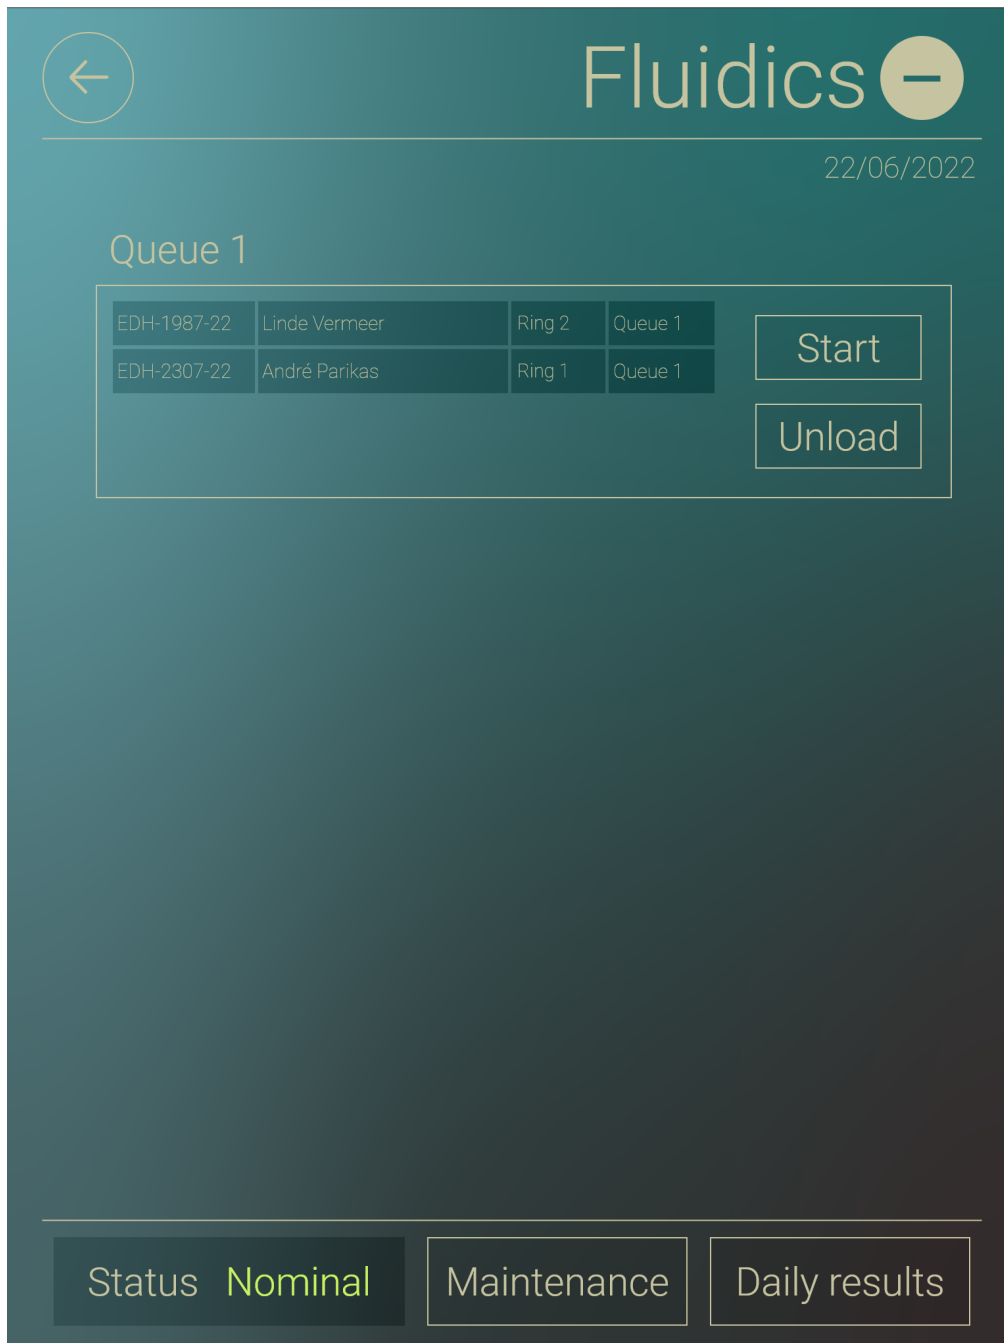 Fluidics
22/06/2022
Queue 1
EDH-1987-22 Linde Vermeer Ring 2 Queue 1
EDH-2307-22 André Parikas Ring 1 Queue 1
Start
Unload
Status Nominal Maintenance Daily results